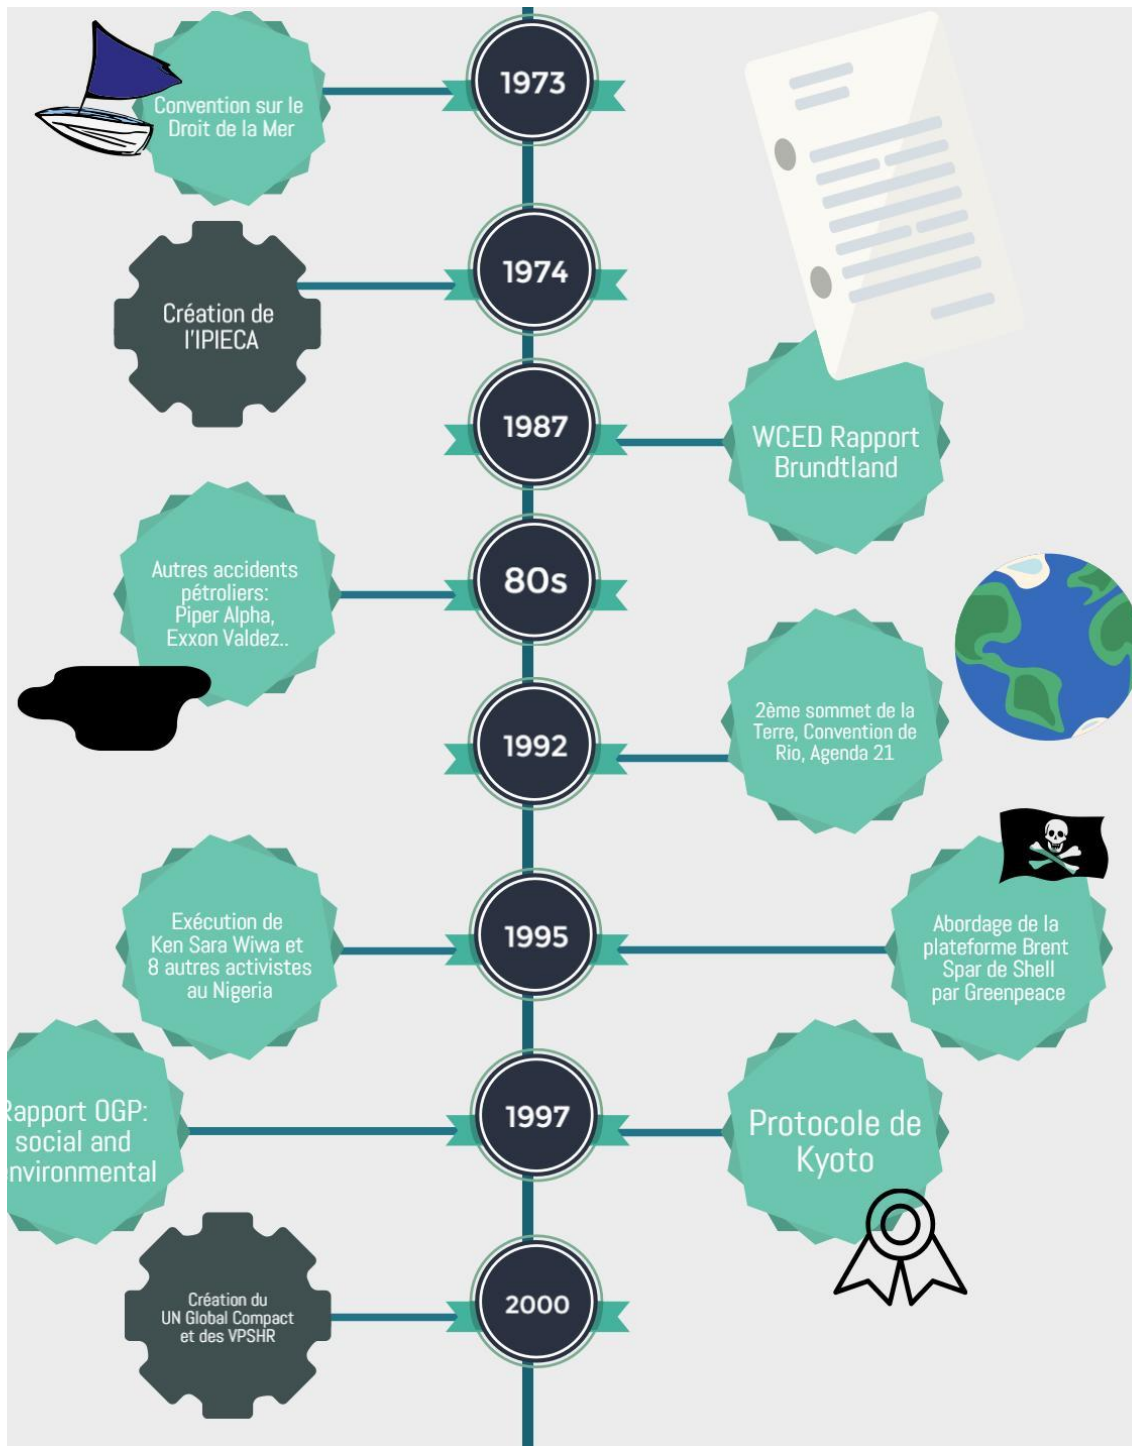 1973
Convention sur le
Droit de la Mer
1974
Création de
l'IPIECA
1987
WCED Rapport
Brundtland
80s
Autres accidents
pétroliers:
Piper Alpha,
Exxon Valdez..
1992
2ème sommet de la
Terre, Convention de
Rio, Agenda 21
1995
Exécution de
Ken Sara Wiwa et
8 autres activistes
au Nigeria
Abordage de la
plateforme Brent
Spar de Shell
par Greenpeace
1997
Rapport OGP:
social and
nvironmental
Protocole de
Kyoto
2000
Création du
UN Global Compact
et des VPSHR